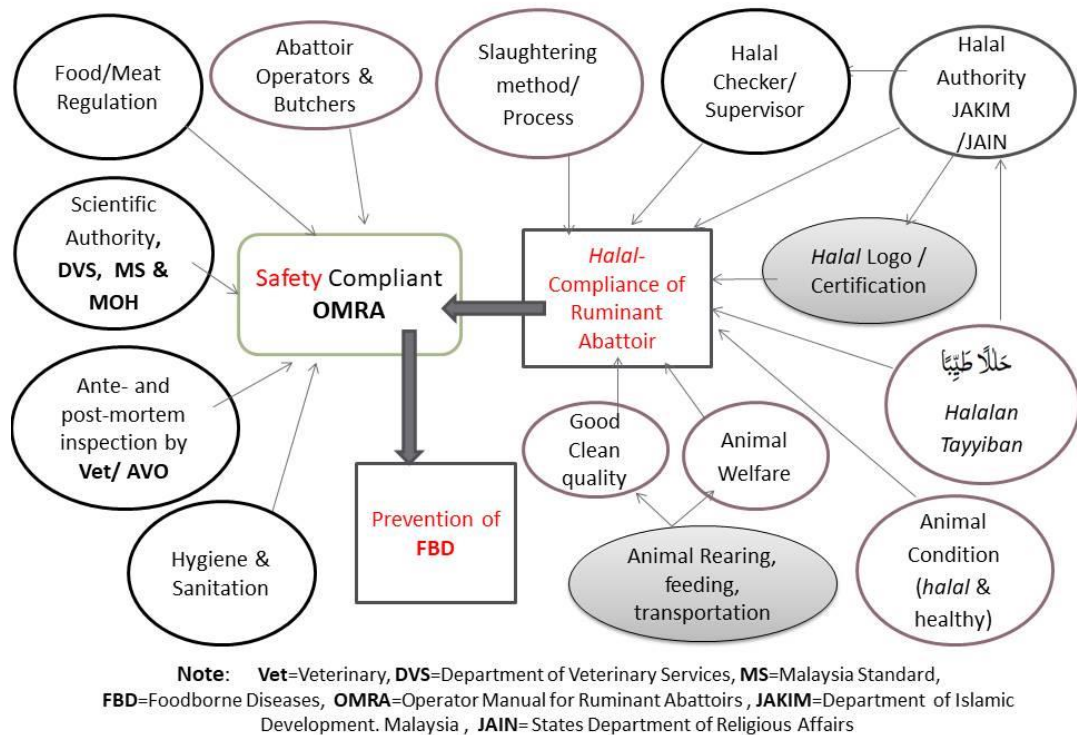 Food/Meat
Regulation
Abattoir
Operators &
Butchers
Slaughtering
method/
Process
Halal
Checker/
Supervisor
Halal
Authority
JAKIM
/JAIN
Scientific
Authority,
DVS, MS &
MOH
Safety Compliant
OMRA
Halal-
Compliance of
Ruminant
Abattoir
Halal Logo /
Certification
حَلَٰلًا طَيِّبًا
Halalan
Tayyiban
Ante- and
post-mortem
inspection by
Vet/ AVO
Good
Clean
quality
Animal
Welfare
Prevention of
FBD
Hygiene &
Sanitation
Animal Rearing,
feeding,
transportation
Animal
Condition
(halal &
healthy)
Note: Vet=Veterinary, DVS=Department of Veterinary Services, MS=Malaysia Standard,
FBD=Foodborne Diseases, OMRA=Operator Manual for Ruminant Abattoirs , JAKIM=Department of Islamic
Development. Malaysia , JAIN= States Department of Religious Affairs